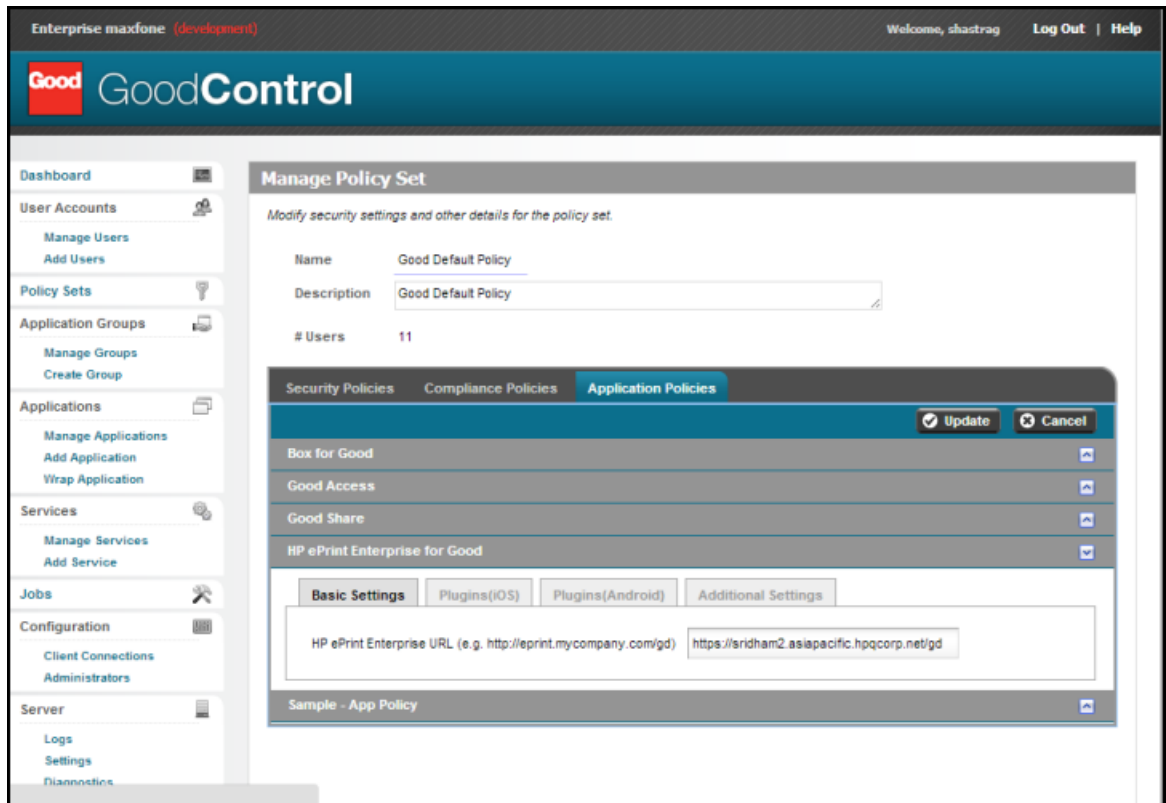 Enterprise maxfone (development)
Welcome, shastrag Log Out | Help
Good GoodControl
Dashboard
User Accounts
Manage Users
Add Users
Policy Sets
Application Groups
Manage Groups
Create Group
Applications
Manage Applications
Add Application
Wrap Application
Services
Manage Services
Add Service
Jobs
Configuration
Client Connections
Administrators
Server
Logs
Settings
Diagnostics
Manage Policy Set
Modify security settings and other details for the policy set.
Name Good Default Policy
Description Good Default Policy
# Users 11
Security Policies Compliance Policies Application Policies
Update Cancel
Box for Good
Good Access
Good Share
HP ePrint Enterprise for Good
Basic Settings Plugins(iOS) Plugins(Android) Additional Settings
HP ePrint Enterprise URL (e.g. http://eprint.mycompany.com/gd) https://sridham2.asiapacific.hpqcorp.net/gd
Sample - App Policy